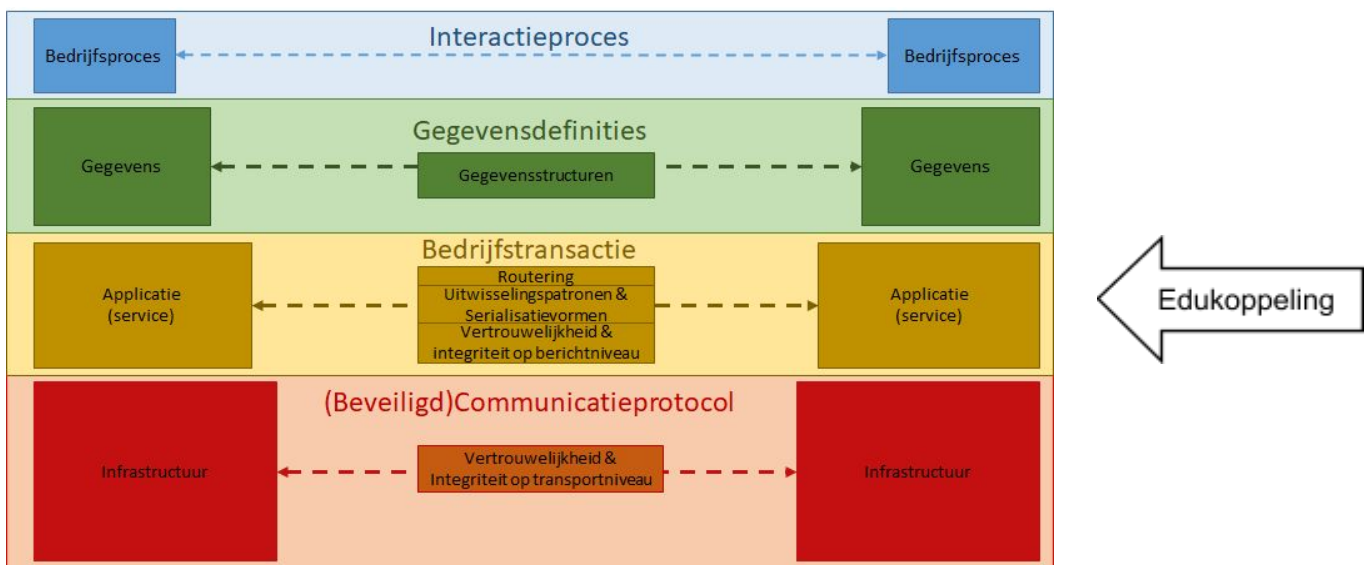 Interactieproces
Bedrijfsproces
Bedrijfsproces
Gegevensdefinities
Gegevens
Gegevensstructuren
Gegevens
Bedrijfstransactie
Applicatie
(service)
Routering
Uitwisselingspatronen &
Serialisatievormen
Vertrouwelijkheid &
integriteit op berichtniveau
Applicatie
(service)
Edukoppeling
(Beveiligd)Communicatieprotocol
Infrastructuur
Vertrouwelijkheid &
Integriteit op transportniveau
Infrastructuur